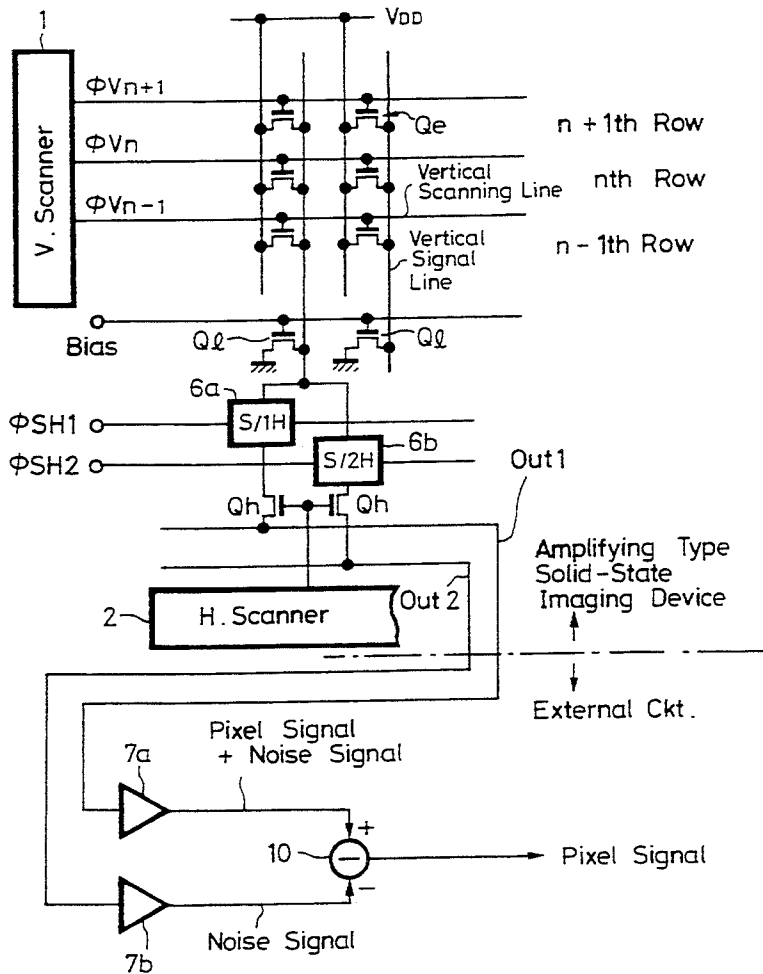 1
VDD
V. Scanner
ΦVn+1
Qe
n+1th Row
ΦVn
Vertical
Scanning Line
nth Row
ΦVn-1
Vertical
Signal
Line
n-1th Row
Bias
Qℓ
Qℓ
6a
S/1H
ΦSH1
6b
S/2H
ΦSH2
Out1
Qh
Qh
Amplifying Type
Solid-State
Imaging Device
2
H. Scanner
Out 2
External Ckt.
Pixel Signal
+ Noise Signal
7a
+
10
−
Pixel Signal
−
Noise Signal
7b